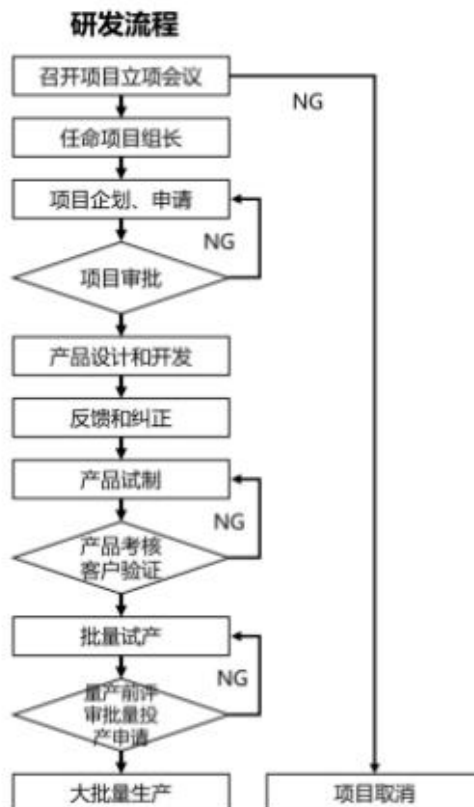 研发流程
召开项目立项会议
NG
任命项目组长
项目企划、申请
NG
项目审批
产品设计和开发
反馈和纠正
产品试制
NG
产品考核
客户验证
批量试产
NG
量产前评
审批量投
产申请
大批量生产
项目取消